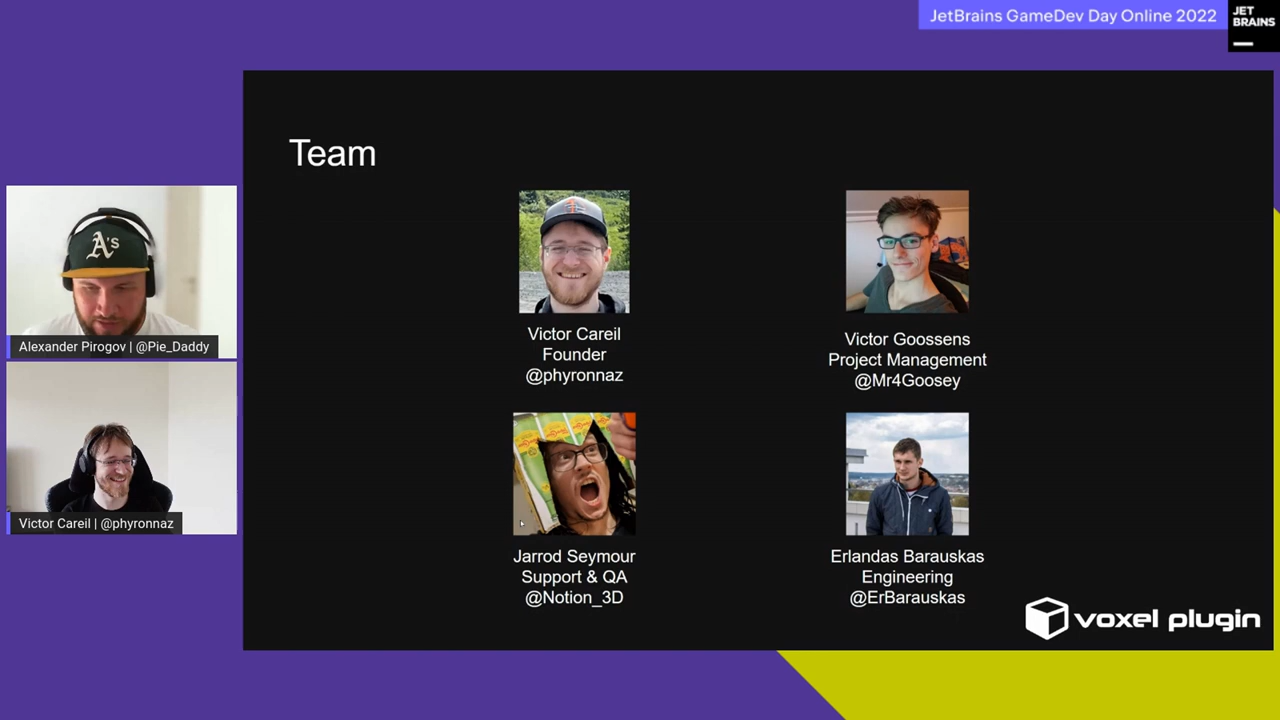 JetBrains GameDev Day Online 2022
JET
BRAINS
Team
A's
Alexander Pirogov | @Pie_Daddy
Victor Careil | @phyronnaz
Victor Careil
Founder
@phyronnaz
Victor Goossens
Project Management
@Mr4Goosey
Jarrod Seymour
Support & QA
@Notion_3D
Erlandas Barauskas
Engineering
@ErBarauskas
voxel plugin